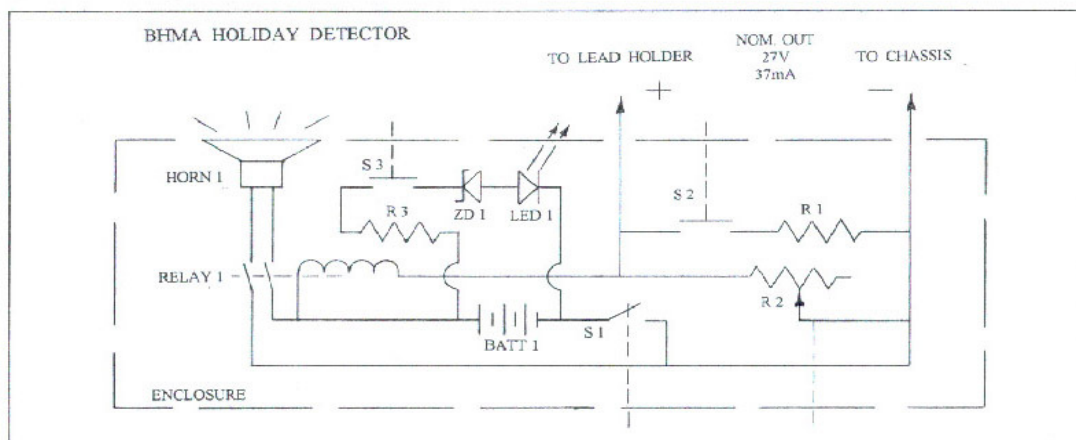 BHMA HOLIDAY DETECTOR
TO LEAD HOLDER
NOM. OUT
27V
37mA
TO CHASSIS
+
−
HORN 1
S 3
ZD 1
LED 1
S 2
R 1
R 3
RELAY 1
R 2
BATT 1
S 1
ENCLOSURE